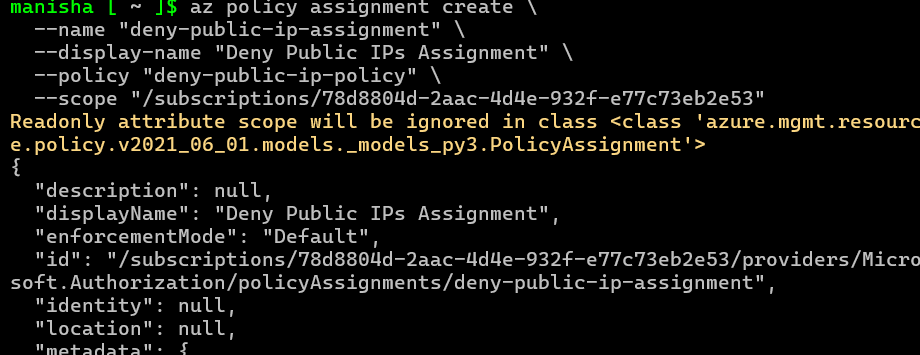 manisha [ ~ ]$ az policy assignment create \
  --name "deny-public-ip-assignment" \
  --display-name "Deny Public IPs Assignment" \
  --policy "deny-public-ip-policy" \
  --scope "/subscriptions/78d8804d-2aac-4d4e-932f-e77c73eb2e53"
Readonly attribute scope will be ignored in class <class 'azure.mgmt.resourc
e.policy.v2021_06_01.models._models_py3.PolicyAssignment'>
{
  "description": null,
  "displayName": "Deny Public IPs Assignment",
  "enforcementMode": "Default",
  "id": "/subscriptions/78d8804d-2aac-4d4e-932f-e77c73eb2e53/providers/Micro
soft.Authorization/policyAssignments/deny-public-ip-assignment",
  "identity": null,
  "location": null,
  "metadata": {